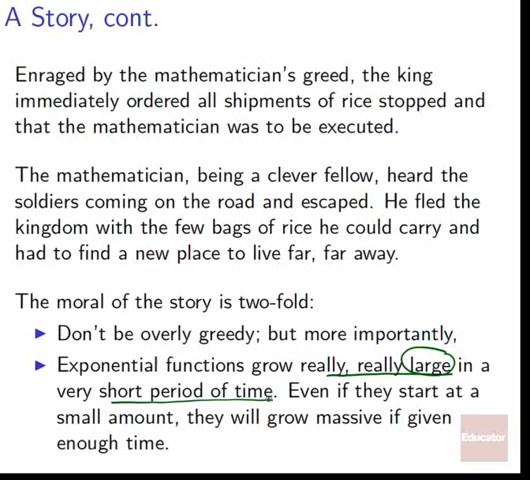 A Story, cont.
Enraged by the mathematician's greed, the king
immediately ordered all shipments of rice stopped and
that the mathematician was to be executed.
The mathematician, being a clever fellow, heard the
soldiers coming on the road and escaped. He fled the
kingdom with the few bags of rice he could carry and
had to find a new place to live far, far away.
The moral of the story is two-fold:
Don't be overly greedy; but more importantly,
Exponential functions grow really, really large in a
very short period of time. Even if they start at a
small amount, they will grow massive if given
enough time.
Educator